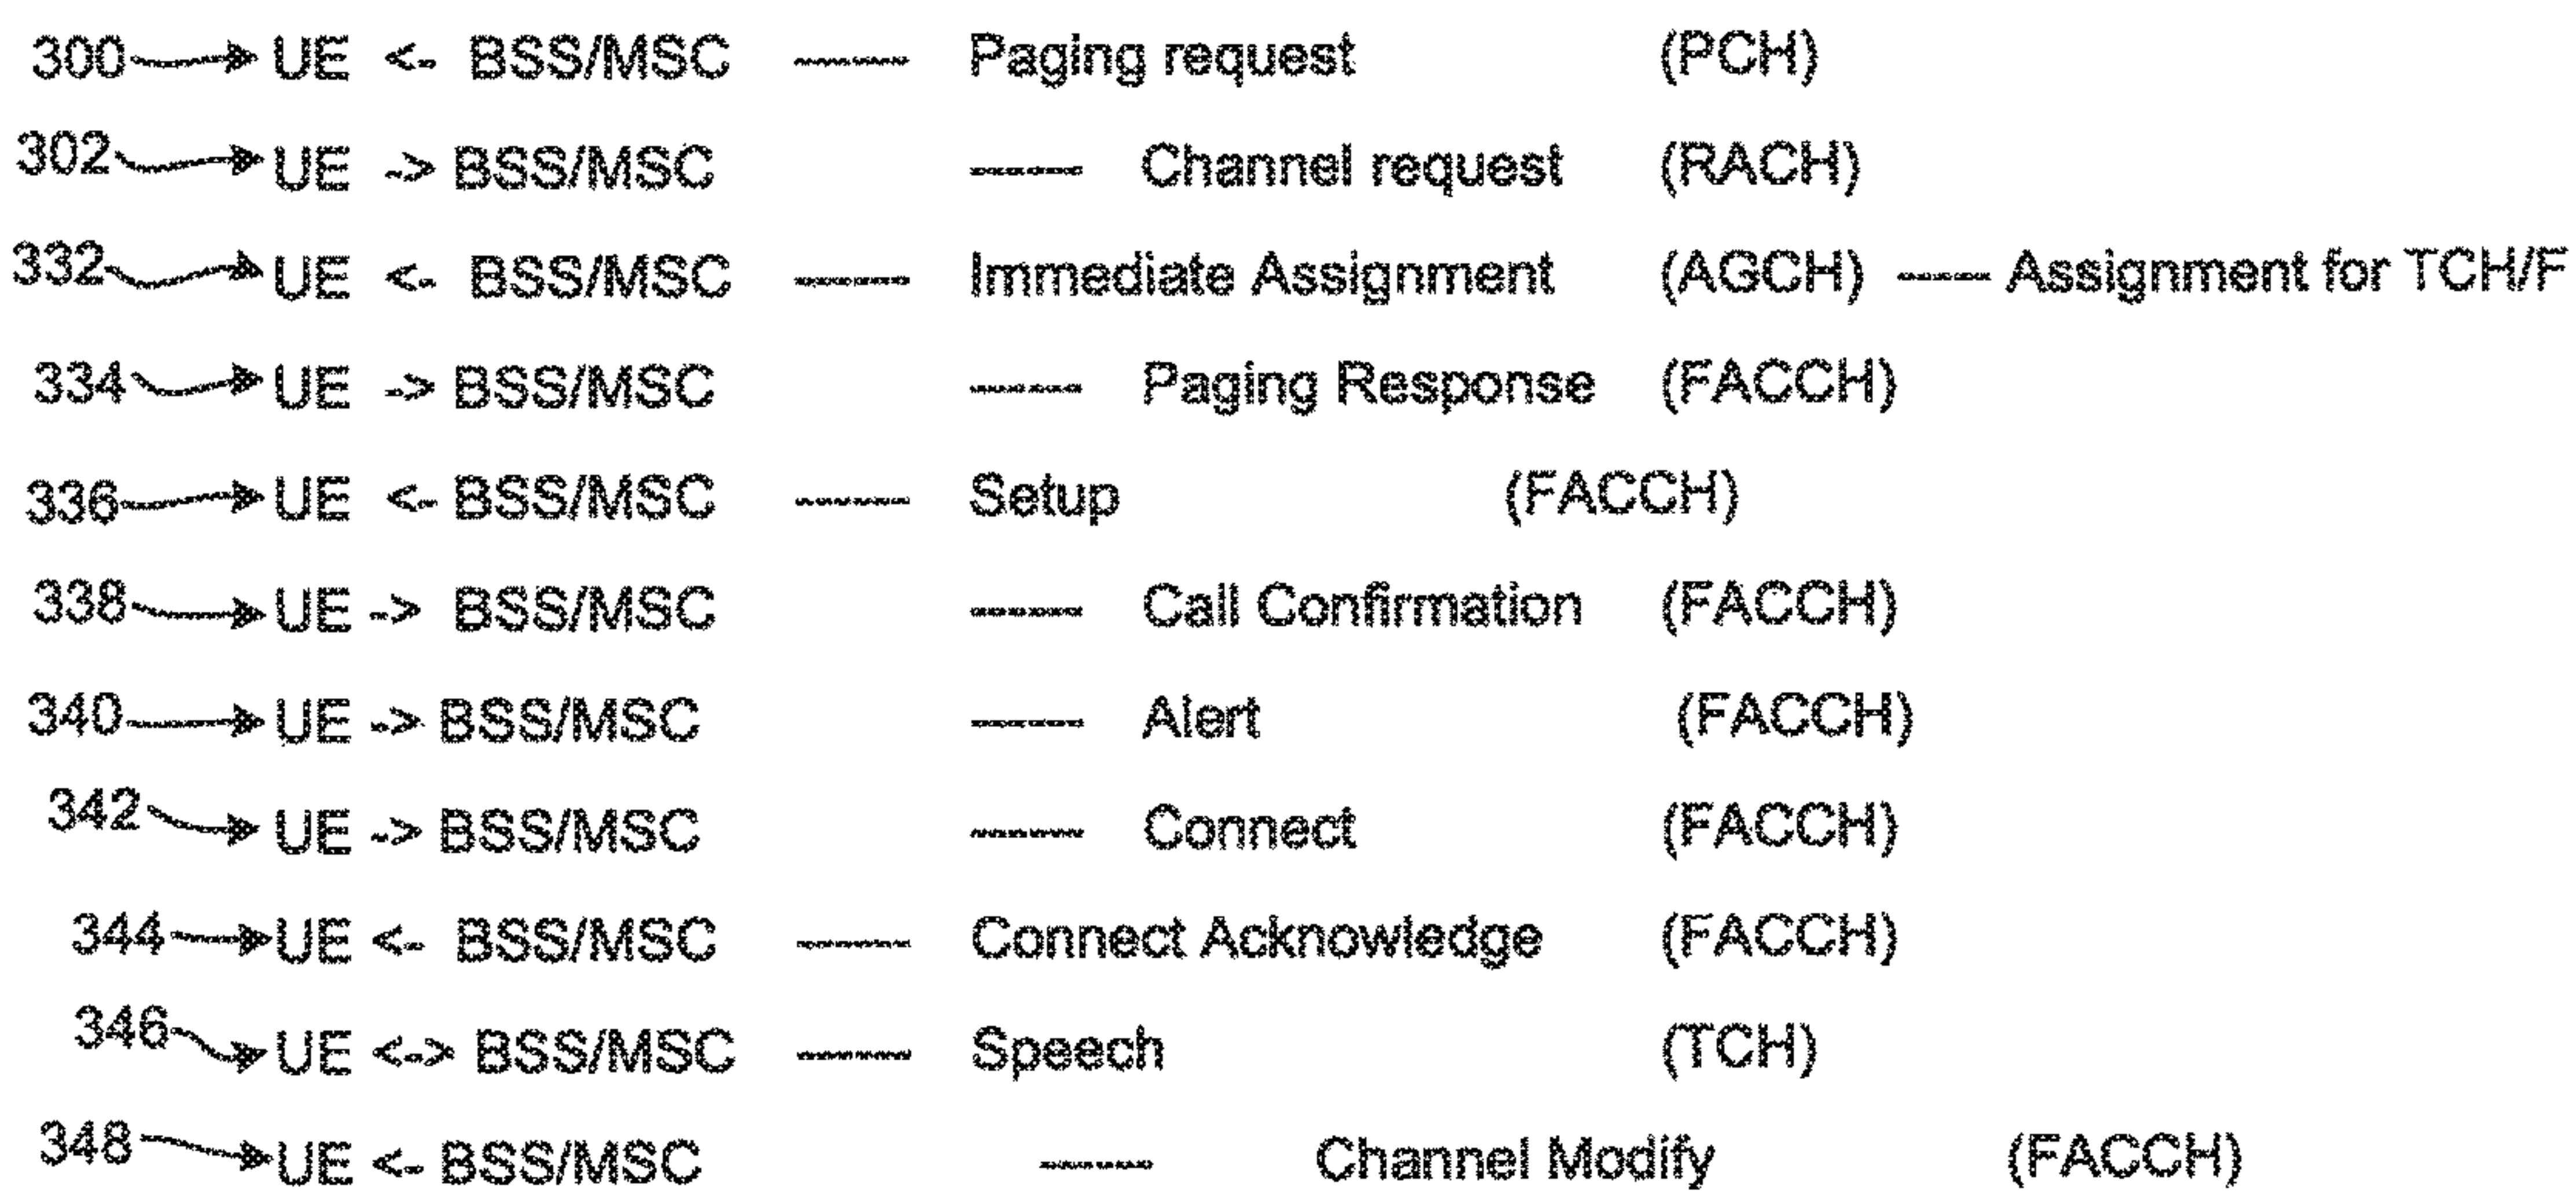 300 UE <- BSS/MSC ---- Paging request (PCH)
302 UE -> BSS/MSC ---- Channel request (RACH)
332 UE <- BSS/MSC ---- Immediate Assignment (AGCH) ---- Assignment for TCH/F
334 UE -> BSS/MSC ---- Paging Response (FACCH)
336 UE <- BSS/MSC ---- Setup (FACCH)
338 UE -> BSS/MSC ---- Call Confirmation (FACCH)
340 UE -> BSS/MSC ---- Alert (FACCH)
342 UE -> BSS/MSC ---- Connect (FACCH)
344 UE <- BSS/MSC ---- Connect Acknowledge (FACCH)
346 UE <-> BSS/MSC ---- Speech (TCH)
348 UE <- BSS/MSC ---- Channel Modify (FACCH)